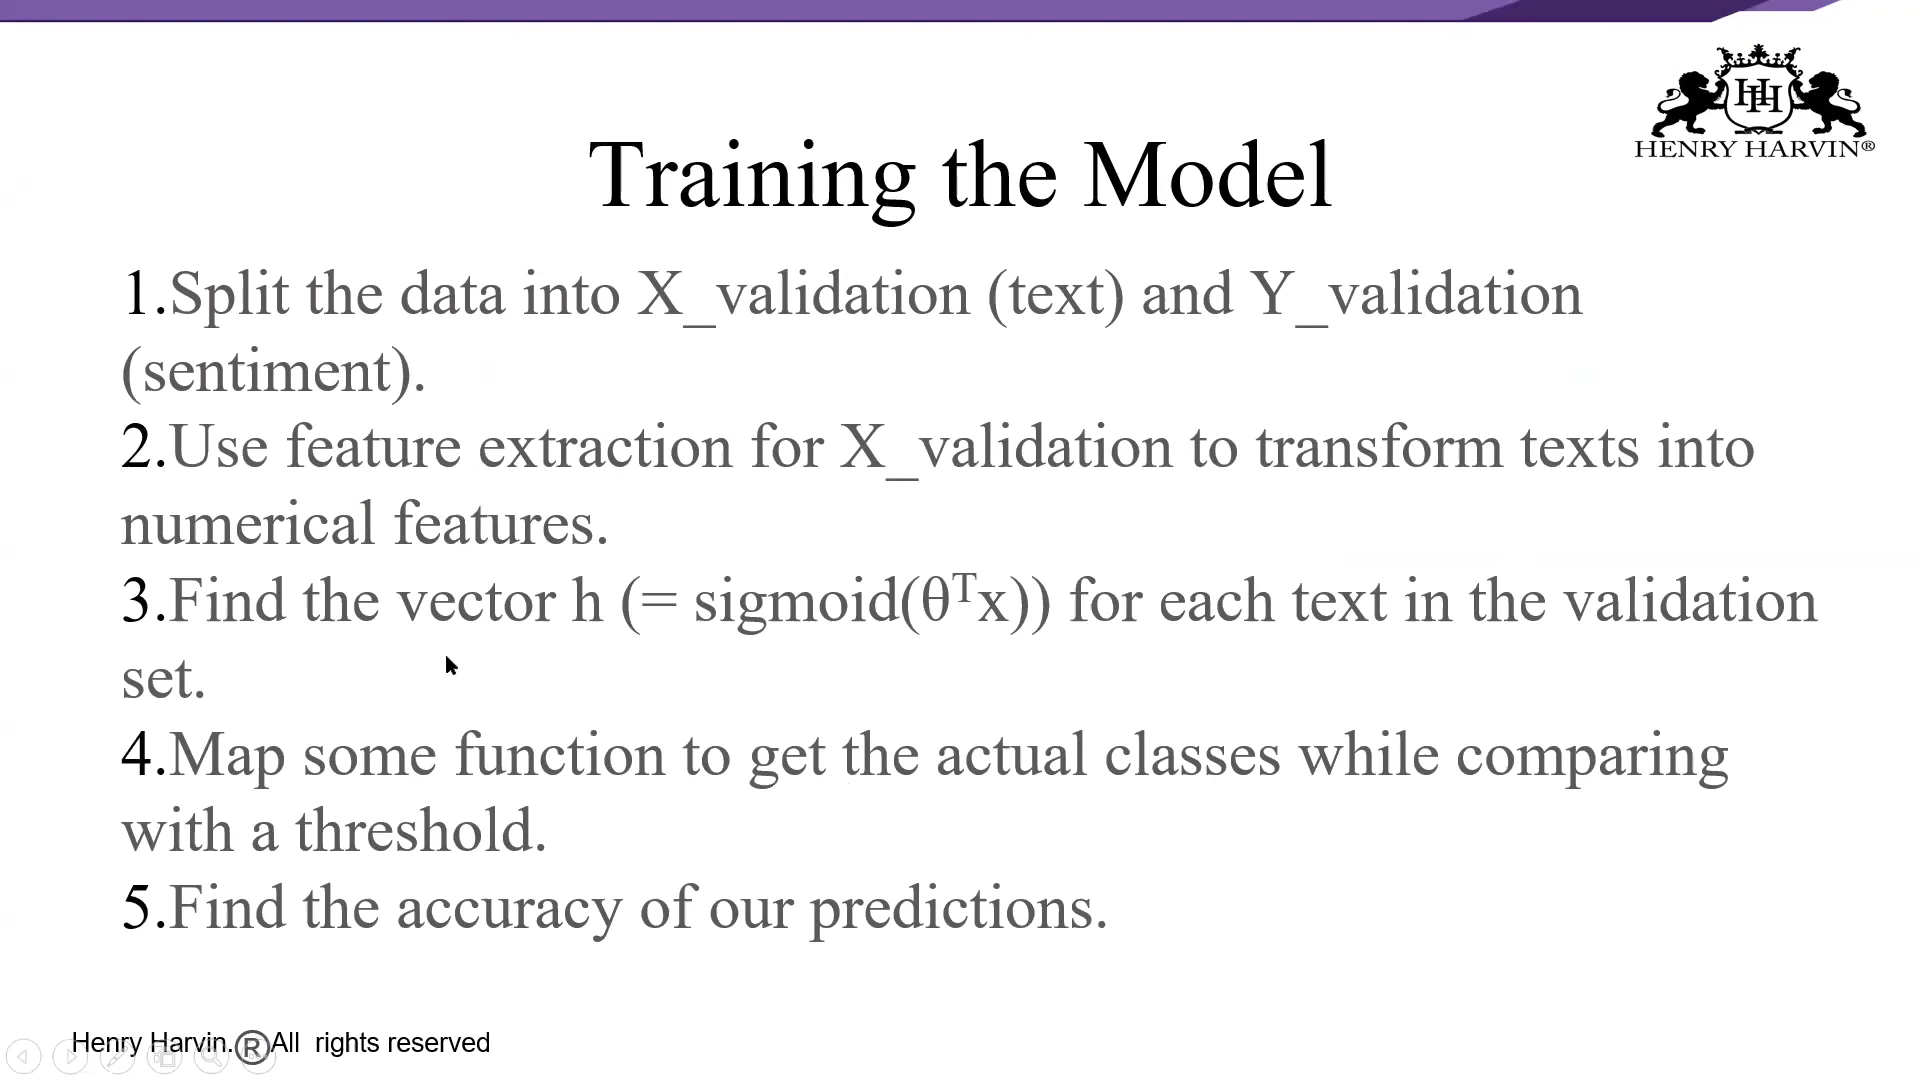 HH
HENRY HARVIN®
Training the Model
1.Split the data into X_validation (text) and Y_validation
(sentiment).
2.Use feature extraction for X_validation to transform texts into
numerical features.
3.Find the vector h (= sigmoid(θᵀx)) for each text in the validation
set.
4.Map some function to get the actual classes while comparing
with a threshold.
5.Find the accuracy of our predictions.
Henry Harvin.®All rights reserved